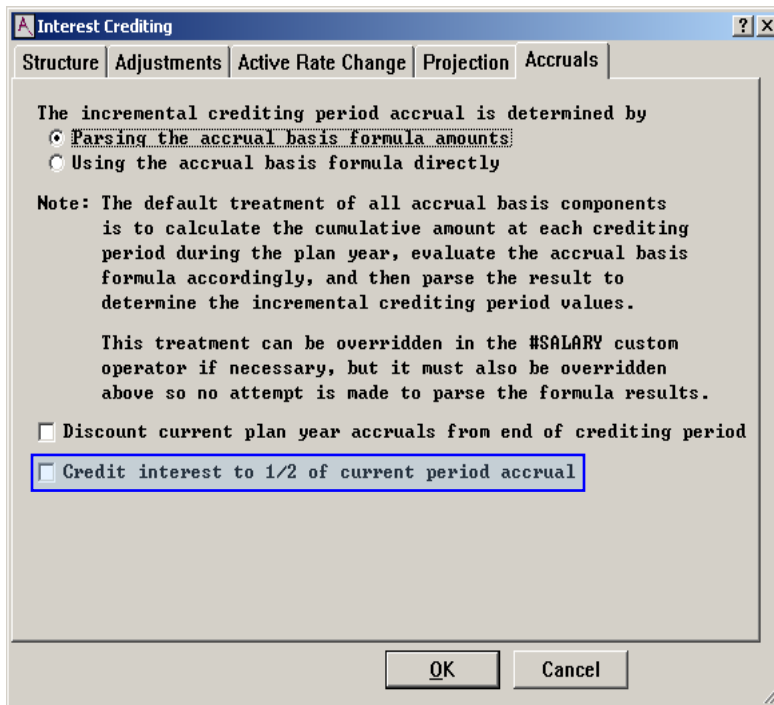 Interest Crediting
Structure Adjustments Active Rate Change Projection Accruals
The incremental crediting period accrual is determined by
Parsing the accrual basis formula amounts
Using the accrual basis formula directly
Note: The default treatment of all accrual basis components
is to calculate the cumulative amount at each crediting
period during the plan year, evaluate the accrual basis
formula accordingly, and then parse the result to
determine the incremental crediting period values.
This treatment can be overridden in the #SALARY custom
operator if necessary, but it must also be overridden
above so no attempt is made to parse the formula results.
Discount current plan year accruals from end of crediting period
Credit interest to 1/2 of current period accrual
OK Cancel